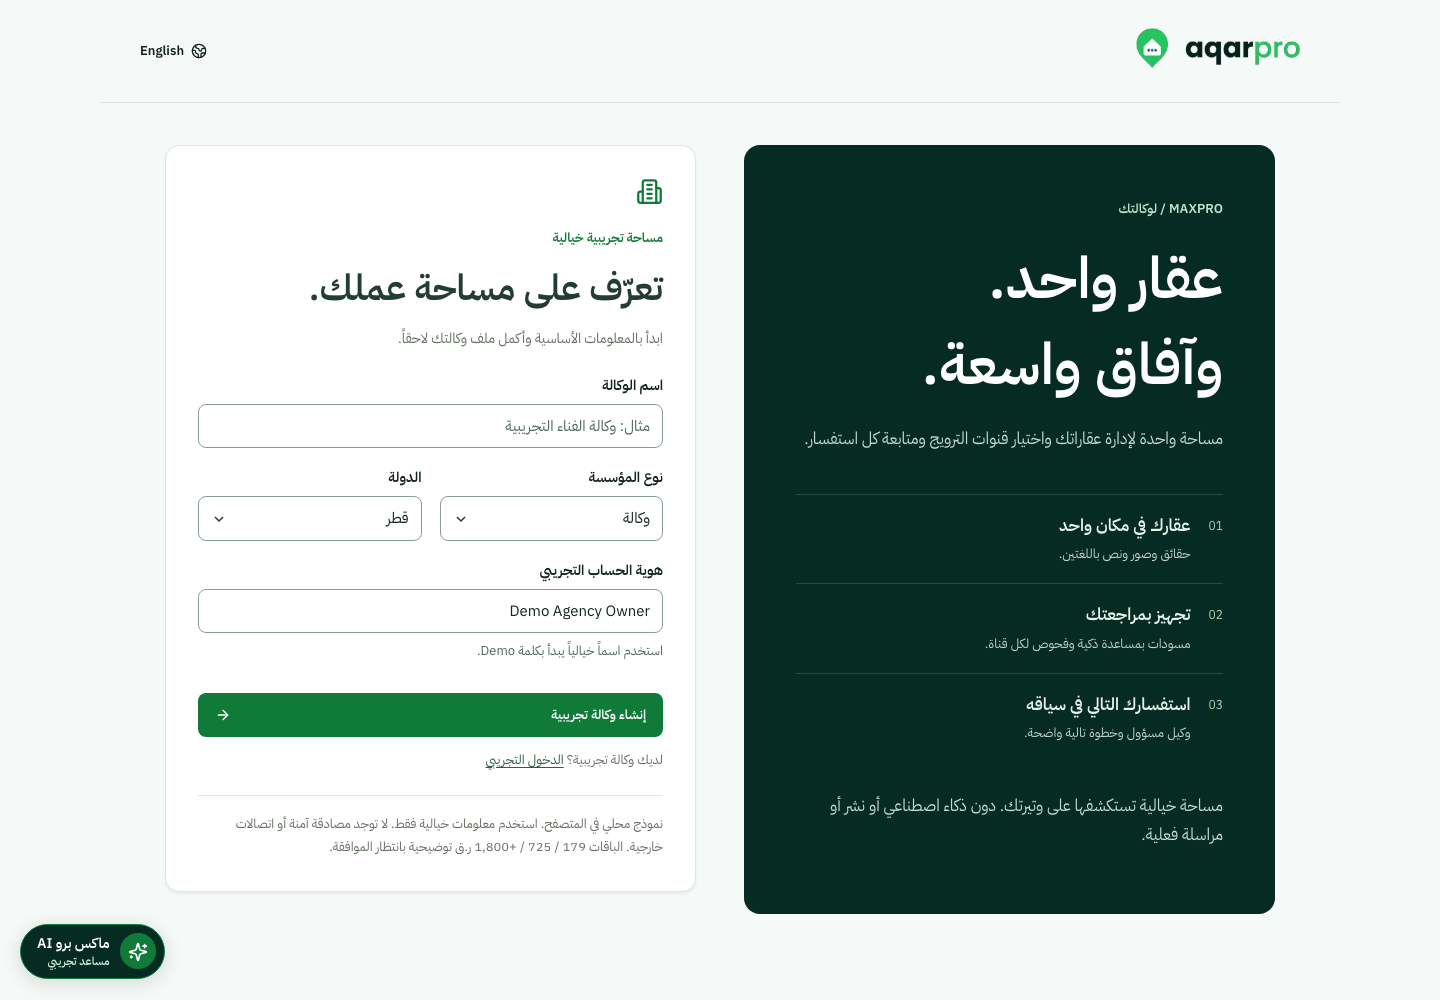 aqarpro
English
MAXPRO / لوكالتك
عقار واحد.
وآفاق واسعة.
مساحة واحدة لإدارة عقاراتك واختيار قنوات الترويج ومتابعة كل استفسار.
01 عقارك في مكان واحد
حقائق وصور ونص باللغتين.
02 تجهيز بمراجعتك
مسودات بمساعدة ذكية وفحوص لكل قناة.
03 استفسارك التالي في سياقه
وكيل مسؤول وخطوة تالية واضحة.
مساحة خيالية تستكشفها على وتيرتك. دون ذكاء اصطناعي أو نشر أو
مراسلة فعلية.
مساحة تجريبية خيالية
تعرّف على مساحة عملك.
ابدأ بالمعلومات الأساسية وأكمل ملف وكالتك لاحقاً.
اسم الوكالة
مثال: وكالة الفناء التجريبية
نوع المؤسسة
وكالة
الدولة
قطر
هوية الحساب التجريبي
Demo Agency Owner
استخدم اسماً خيالياً يبدأ بكلمة Demo.
إنشاء وكالة تجريبية
لديك وكالة تجريبية؟ الدخول التجريبي
نموذج محلي في المتصفح. استخدم معلومات خيالية فقط. لا توجد مصادقة آمنة أو اتصالات
خارجية. الباقات 179 / 725 / +1,800 ر.ق توضيحية بانتظار الموافقة.
ماكس برو AI
مساعد تجريبي